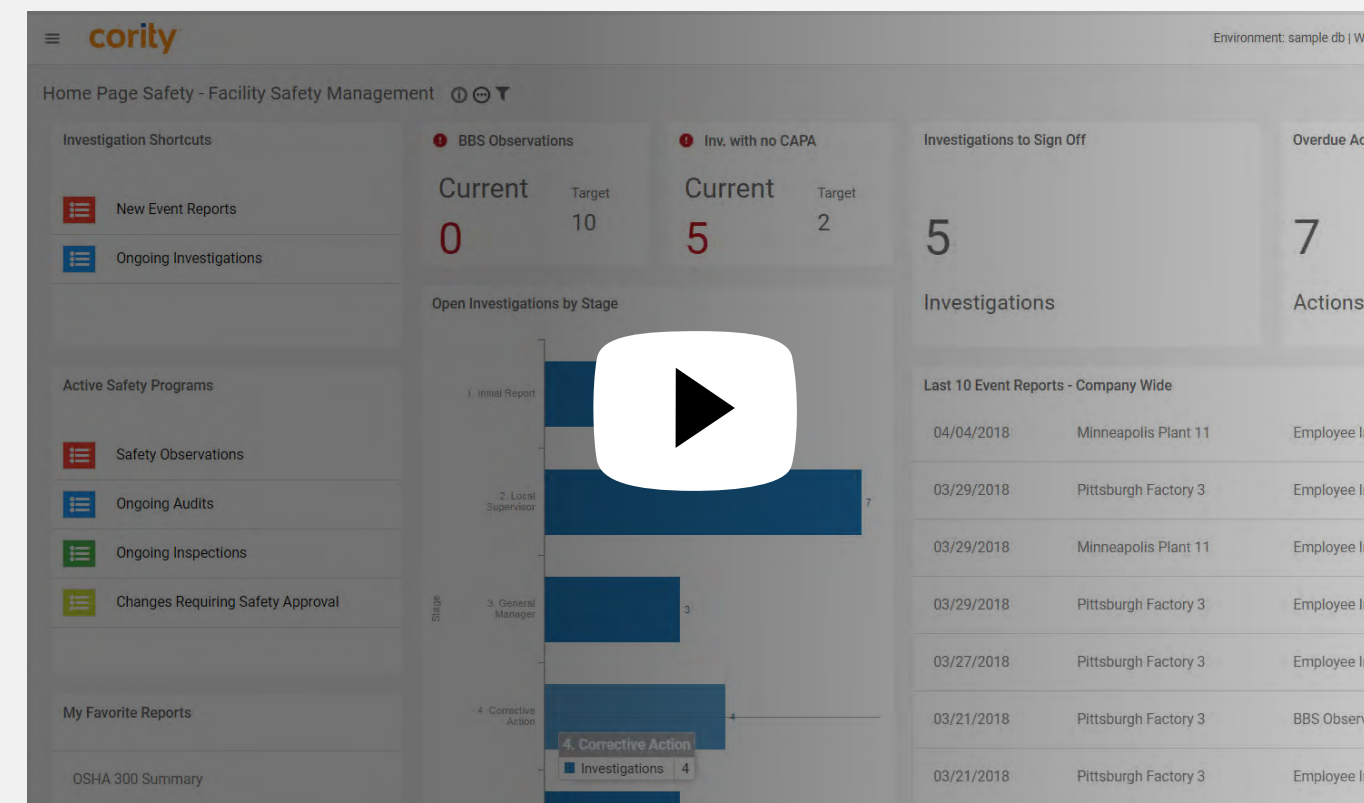 cority
Environment: sample db | W
Home Page Safety - Facility Safety Management
Investigation Shortcuts
New Event Reports
Ongoing Investigations
Active Safety Programs
Safety Observations
Ongoing Audits
Ongoing Inspections
Changes Requiring Safety Approval
My Favorite Reports
OSHA 300 Summary
BBS Observations
Current Target
0 10
Inv. with no CAPA
Current Target
5 2
Open Investigations by Stage
Stage
1. Initial Report
2. Local
Supervisor
7
3. General
Manager
3
4. Corrective
Action
4
4. Corrective Action
Investigations 4
Investigations to Sign Off
5
Investigations
Overdue Ac
7
Actions
Last 10 Event Reports - Company Wide
04/04/2018 Minneapolis Plant 11 Employee I
03/29/2018 Pittsburgh Factory 3 Employee I
03/29/2018 Minneapolis Plant 11 Employee I
03/29/2018 Pittsburgh Factory 3 Employee I
03/27/2018 Pittsburgh Factory 3 Employee I
03/21/2018 Pittsburgh Factory 3 BBS Observ
03/21/2018 Pittsburgh Factory 3 Employee I